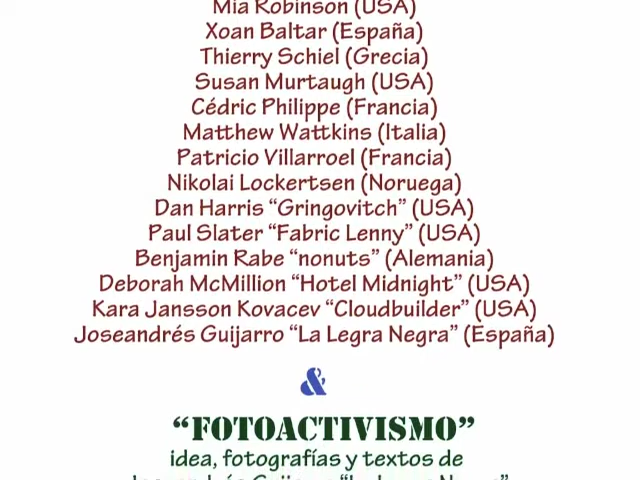 Mia Robinson (USA)
Xoan Baltar (España)
Thierry Schiel (Grecia)
Susan Murtaugh (USA)
Cédric Philippe (Francia)
Matthew Wattkins (Italia)
Patricio Villarroel (Francia)
Nikolai Lockertsen (Noruega)
Dan Harris “Gringovitch” (USA)
Paul Slater “Fabric Lenny” (USA)
Benjamin Rabe “nonuts” (Alemania)
Deborah McMillion “Hotel Midnight” (USA)
Kara Jansson Kovacev “Cloudbuilder” (USA)
Joseandrés Guijarro “La Legra Negra” (España)
&
“FOTOACTIVISMO”
idea, fotografías y textos de